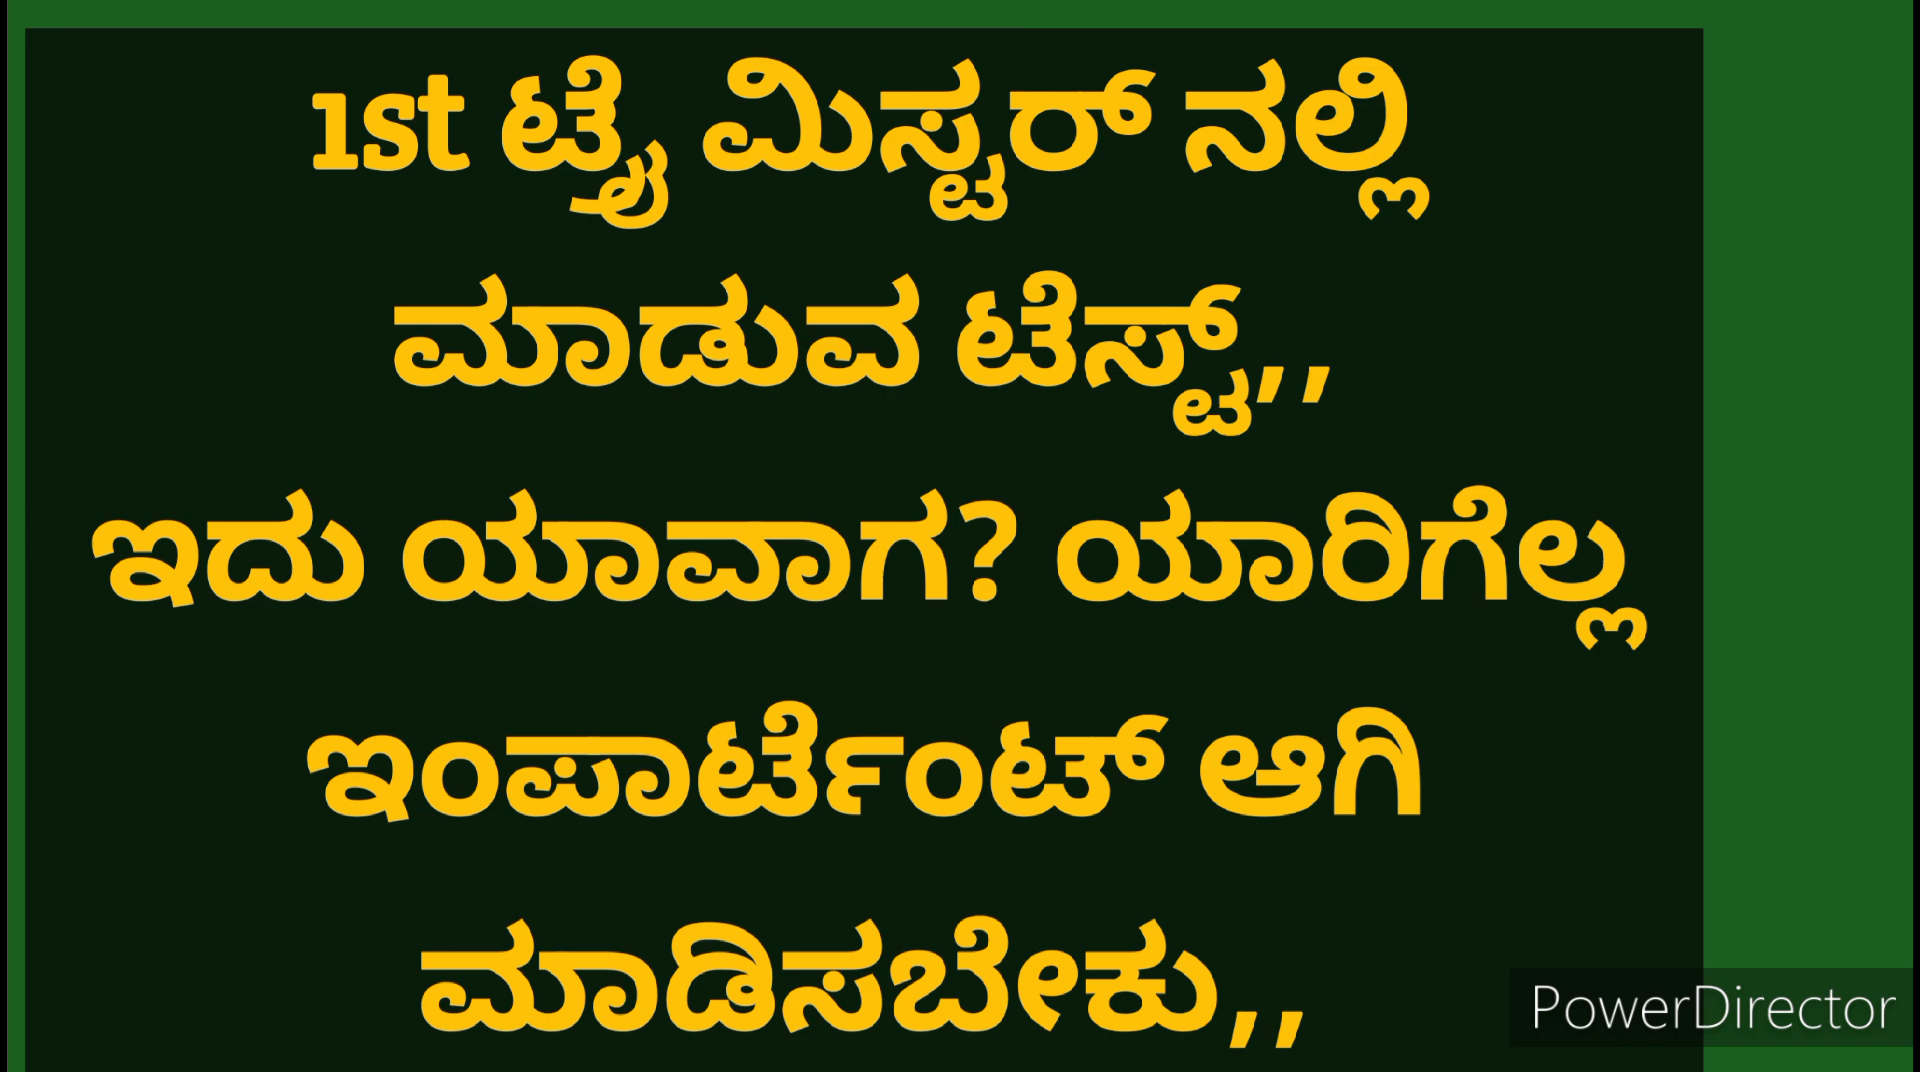 1st ಟ್ರೈ ಮಿಸ್ಟರ್ ನಲ್ಲಿ
ಮಾಡುವ ಟೆಸ್ಟ್,,
ಇದು ಯಾವಾಗ? ಯಾರಿಗೆಲ್ಲ
ಇಂಪಾರ್ಟೆಂಟ್ ಆಗಿ
ಮಾಡಿಸಬೇಕು,,
PowerDirector